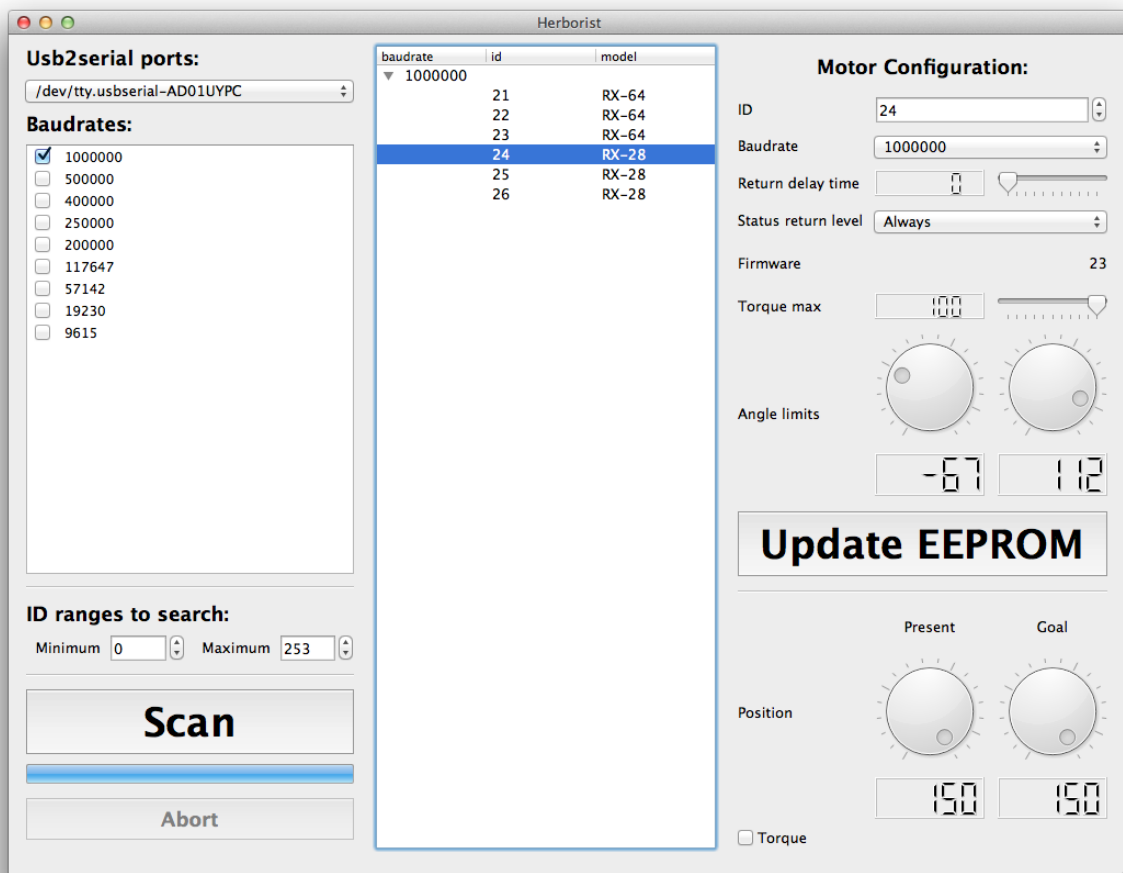 Herborist
Usb2serial ports:
/dev/tty.usbserial-AD01UYPC
Baudrates:
1000000
500000
400000
250000
200000
117647
57142
19230
9615
ID ranges to search:
Minimum 0 Maximum 253
Scan
Abort
baudrate id model
1000000
21 RX-64
22 RX-64
23 RX-64
24 RX-28
25 RX-28
26 RX-28
Motor Configuration:
ID 24
Baudrate 1000000
Return delay time 0
Status return level Always
Firmware 23
Torque max 100
Angle limits
-67 112
Update EEPROM
Present Goal
Position
150 150
Torque